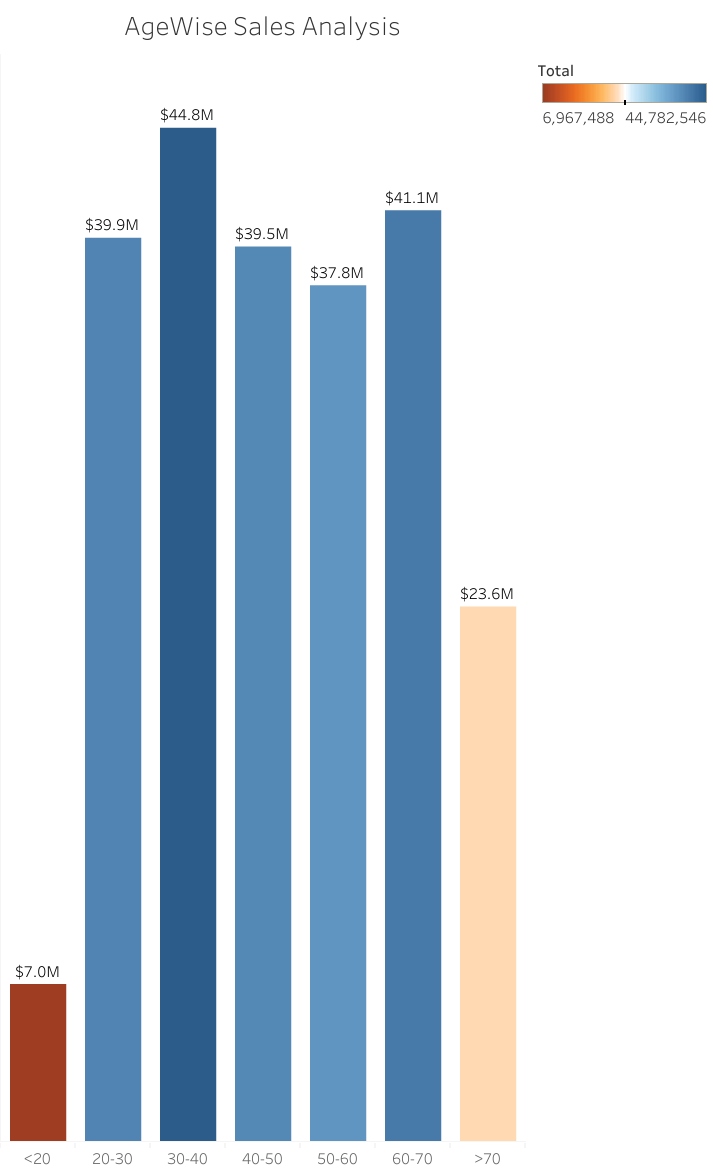 AgeWise Sales Analysis
Total
6,967,488 44,782,546
$44.8M
$41.1M
$39.9M
$39.5M
$37.8M
$23.6M
$7.0M
<20 20-30 30-40 40-50 50-60 60-70 >70